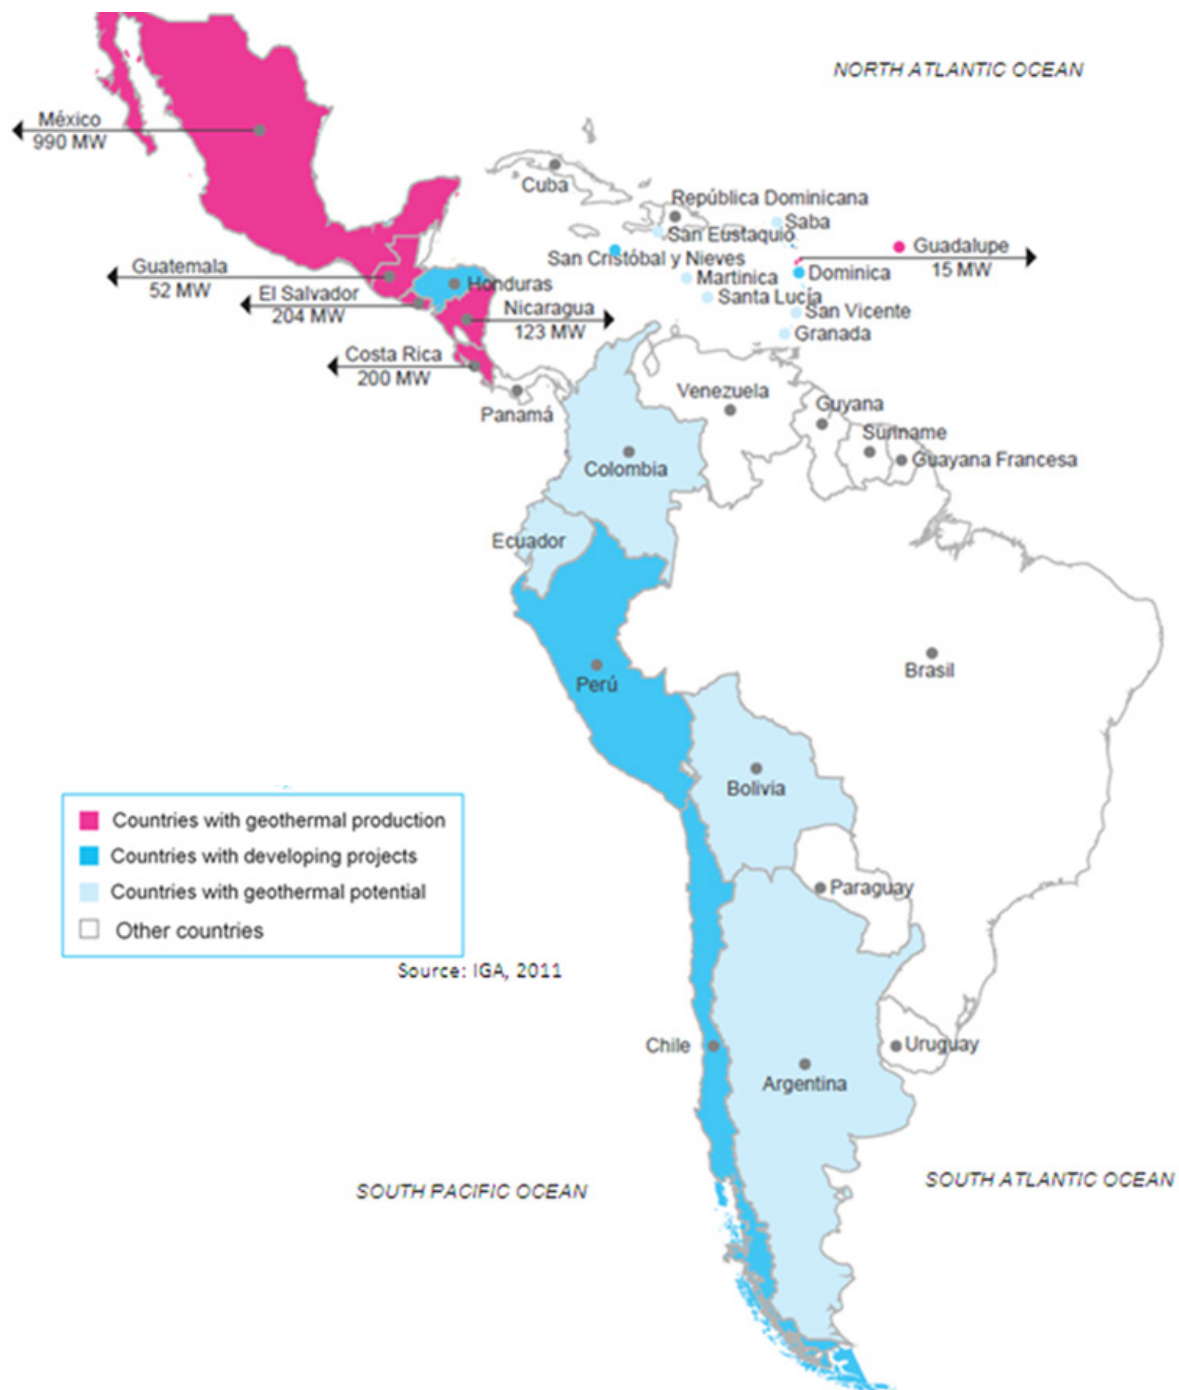 NORTH ATLANTIC OCEAN
México
990 MW
Cuba
República Dominicana
Saba
San Eustaquio
Guadalupe
15 MW
San Cristóbal y Nieves
Guatemala
52 MW
Honduras
Martinica
Dominica
El Salvador
204 MW
Nicaragua
123 MW
Santa Lucía
San Vicente
Granada
Costa Rica
200 MW
Panamá
Venezuela
Guyana
Suriname
Guayana Francesa
Colombia
Ecuador
Perú
Brasil
Bolivia
Countries with geothermal production
Countries with developing projects
Countries with geothermal potential
Other countries
Paraguay
Source: IGA, 2011
Chile
Uruguay
Argentina
SOUTH PACIFIC OCEAN
SOUTH ATLANTIC OCEAN